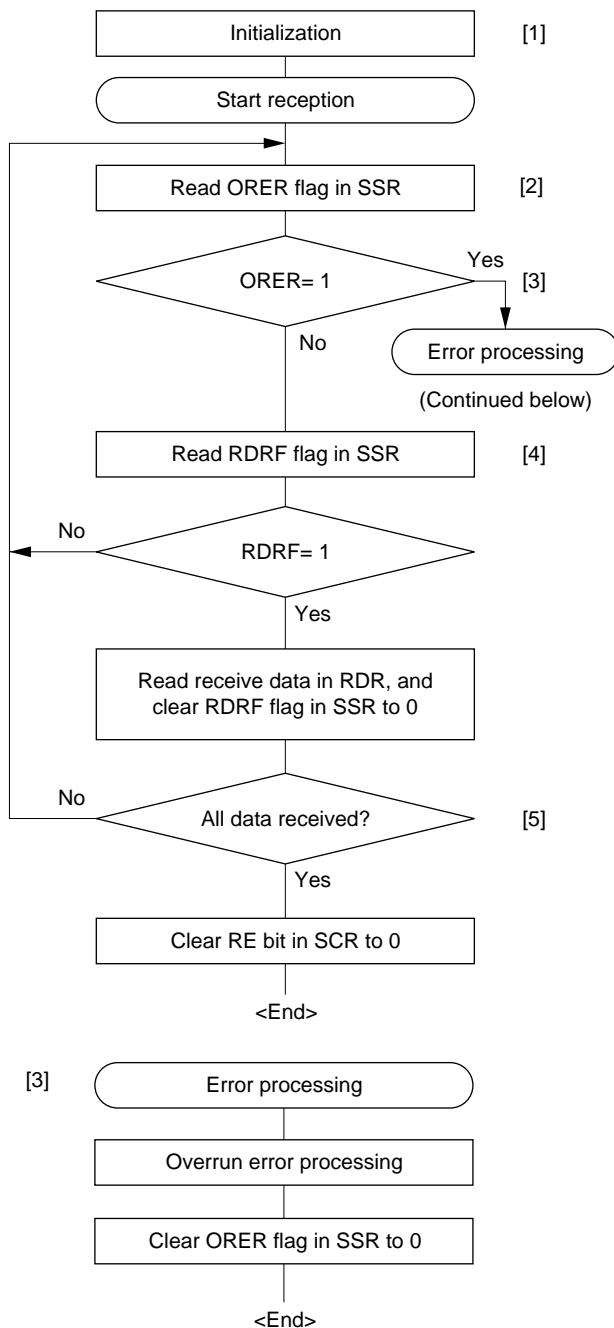 Initialization [1]
Start reception
Read ORER flag in SSR [2]
Yes
ORER= 1 [3]
No
Error processing
(Continued below)
Read RDRF flag in SSR [4]
No
RDRF= 1
Yes
Read receive data in RDR, and
clear RDRF flag in SSR to 0
No
All data received? [5]
Yes
Clear RE bit in SCR to 0
<End>
[3] Error processing
Overrun error processing
Clear ORER flag in SSR to 0
<End>